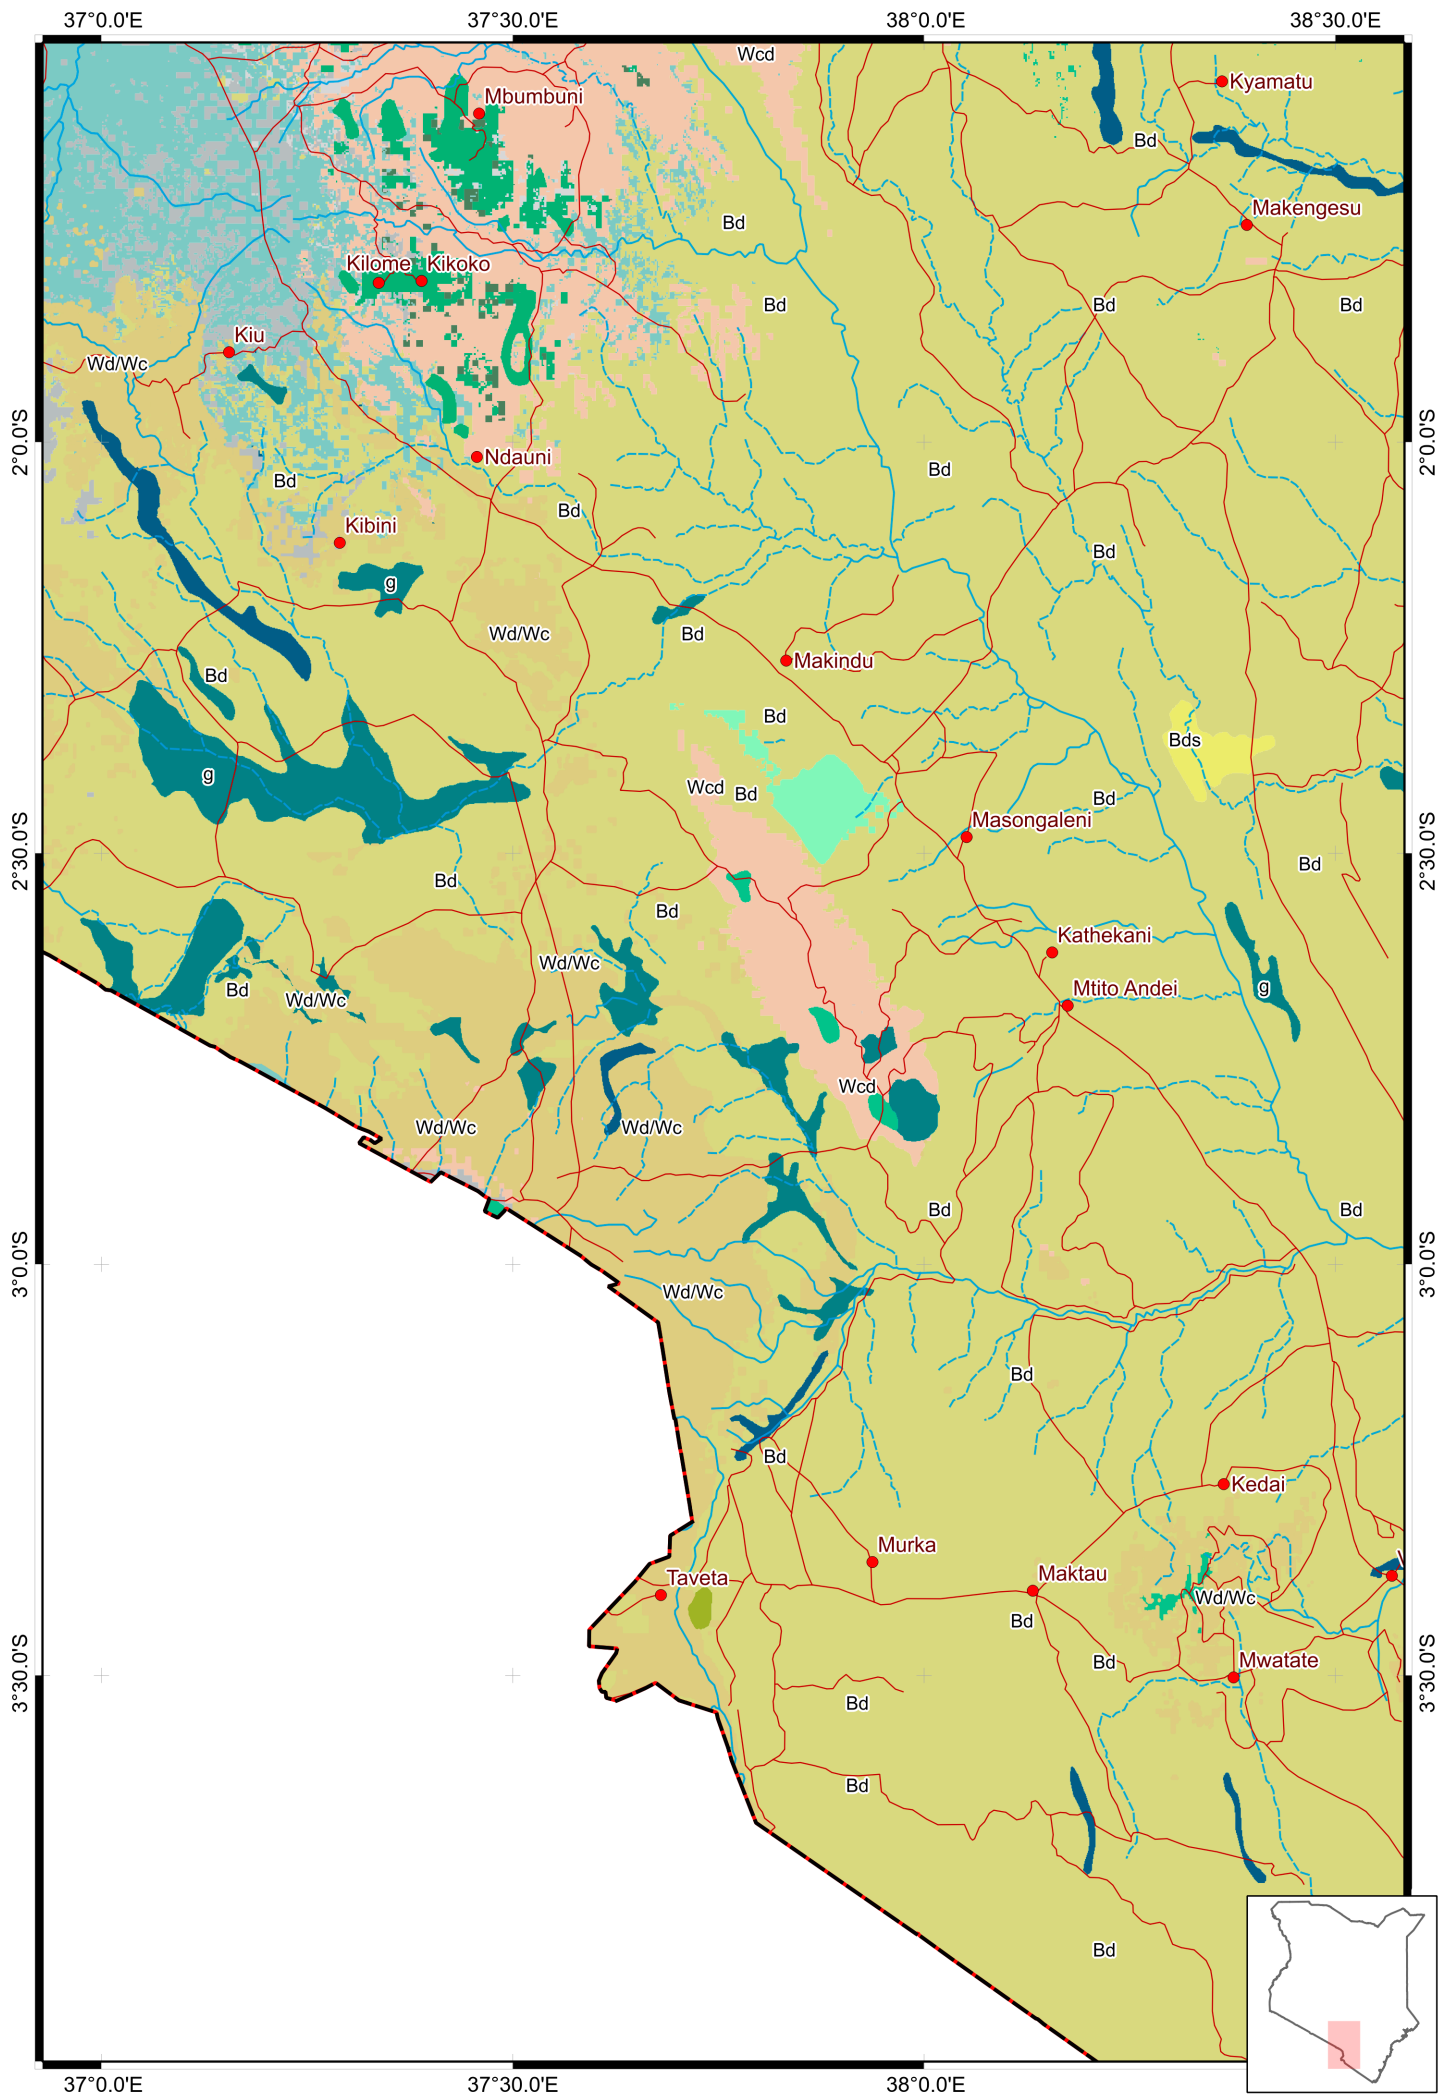 37°0.0'E 37°30.0'E 38°0.0'E 38°30.0'E
Wcd
Kyamatu
Mbumbuni
Bd
Makengesu
Bd
Kilome Kikoko
Bd Bd Bd
Kiu
Wd/Wc
2°0.0'S 2°0.0'S
Ndauni
Bd
Bd
Bd
Kibini
Bd
g
Wd/Wc Bd
Makindu
Bd
Bd
Bds
g
Wcd Bd
Bd
Masongaleni
2°30.0'S 2°30.0'S
Bd
Bd
Bd
Kathekani
Wd/Wc
Bd
Wd/Wc
Mtito Andei
g
Wcd
Wd/Wc Wd/Wc
Bd Bd
3°0.0'S 3°0.0'S
Wd/Wc
Bd
Bd
Kedai
Murka
Taveta
Maktau
Wd/Wc
Bd
Bd
Mwatate
3°30.0'S 3°30.0'S
Bd
Bd
Bd
37°0.0'E 37°30.0'E 38°0.0'E